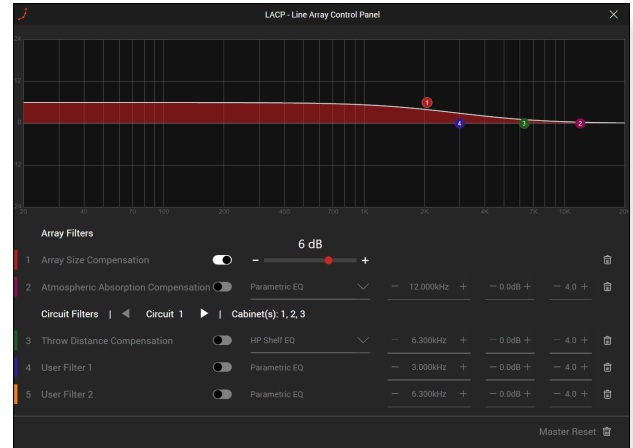 LACP - Line Array Control Panel
24
12
0
12
24
20 40 70 100 200 400 700 1K 2K 4K 7K 10K 20K
1 4 3 2
Array Filters
6 dB
1 Array Size Compensation - +
2 Atmospheric Absorption Compensation Parametric EQ - 12.000kHz + - 0.0dB + - 4.0 +
Circuit Filters | Circuit 1 | Cabinet(s): 1, 2, 3
3 Throw Distance Compensation HP Shelf EQ - 6.300kHz + - 0.0dB + - 4.0 +
4 User Filter 1 Parametric EQ - 3.000kHz + - 0.0dB + - 4.0 +
5 User Filter 2 Parametric EQ - 6.300kHz + - 0.0dB + - 4.0 +
Master Reset